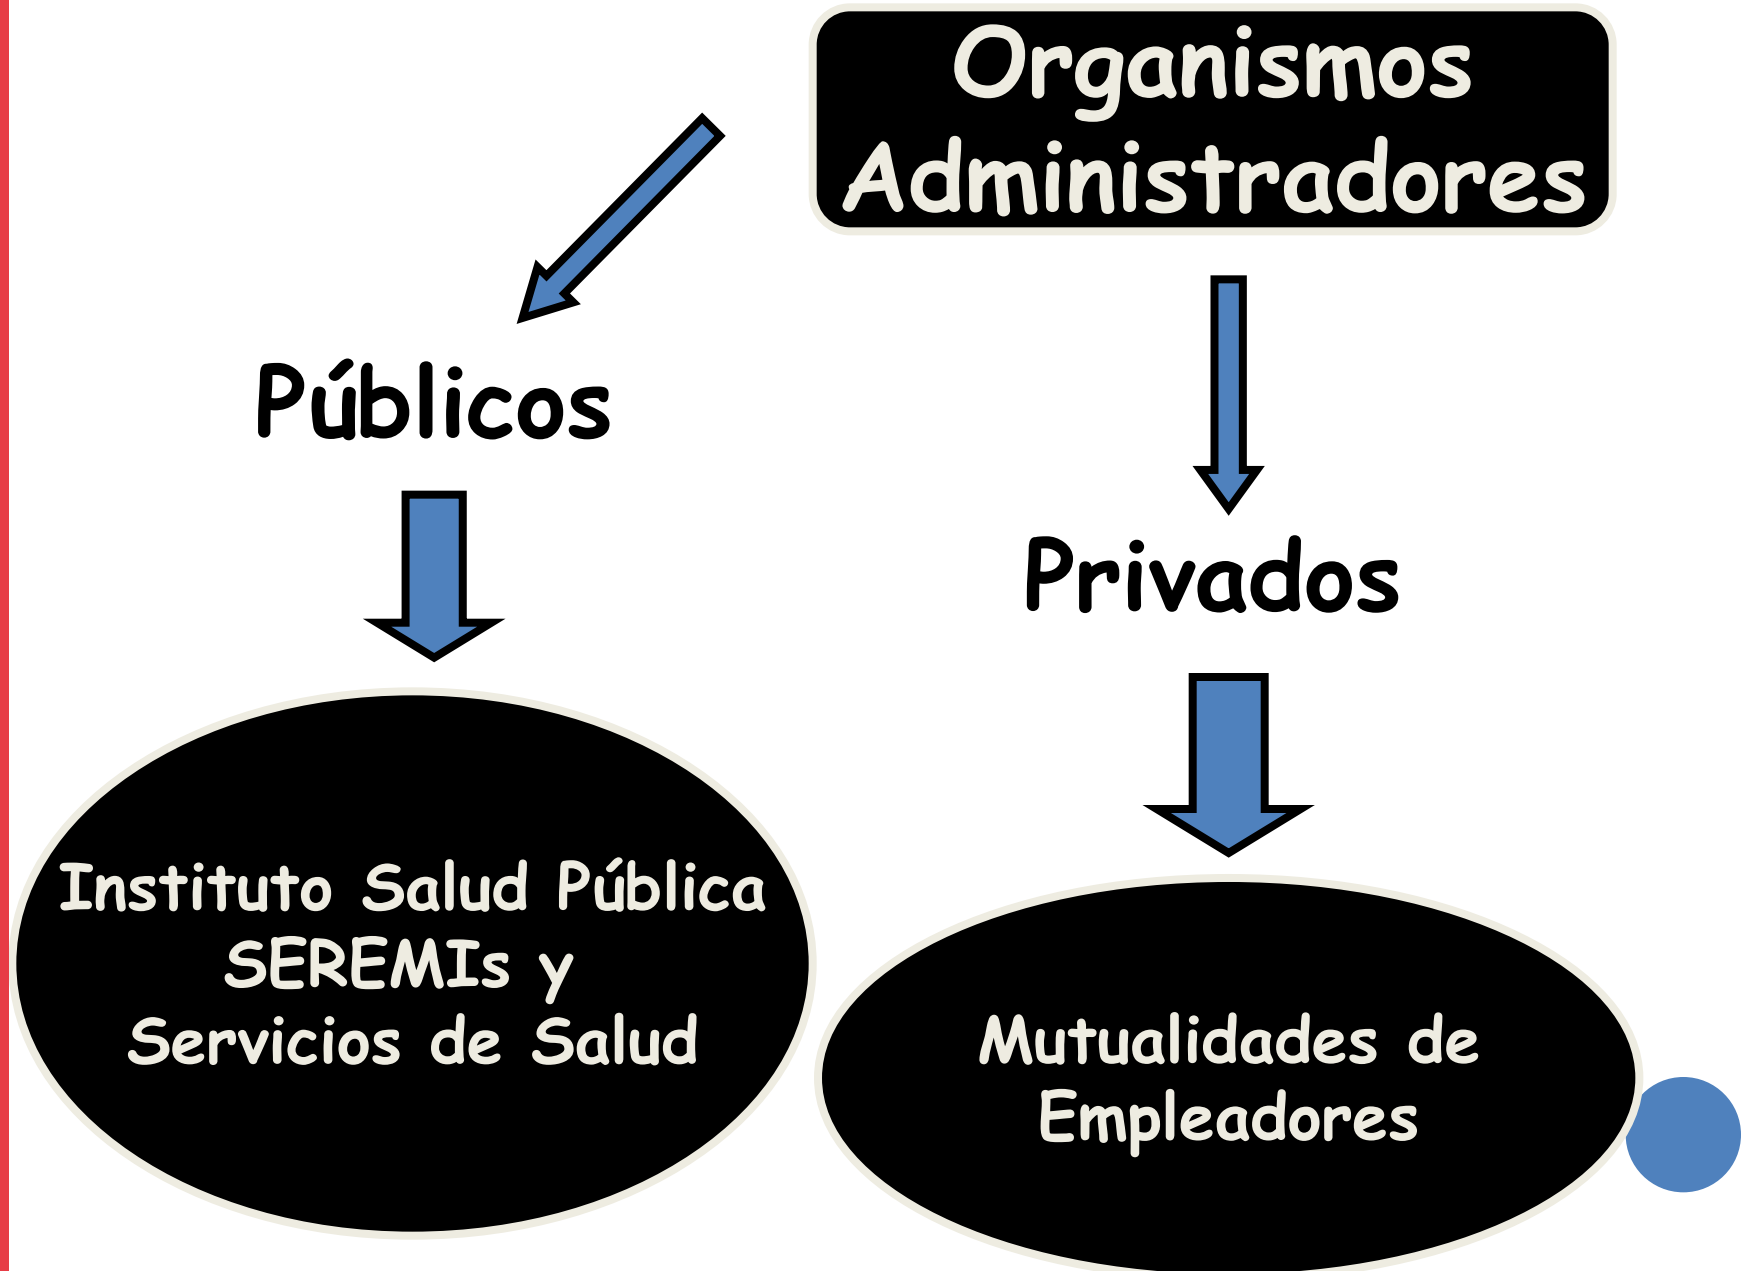 Organismos
Administradores
Públicos
Privados
Instituto Salud Pública
SEREMIs y
Servicios de Salud
Mutualidades de
Empleadores